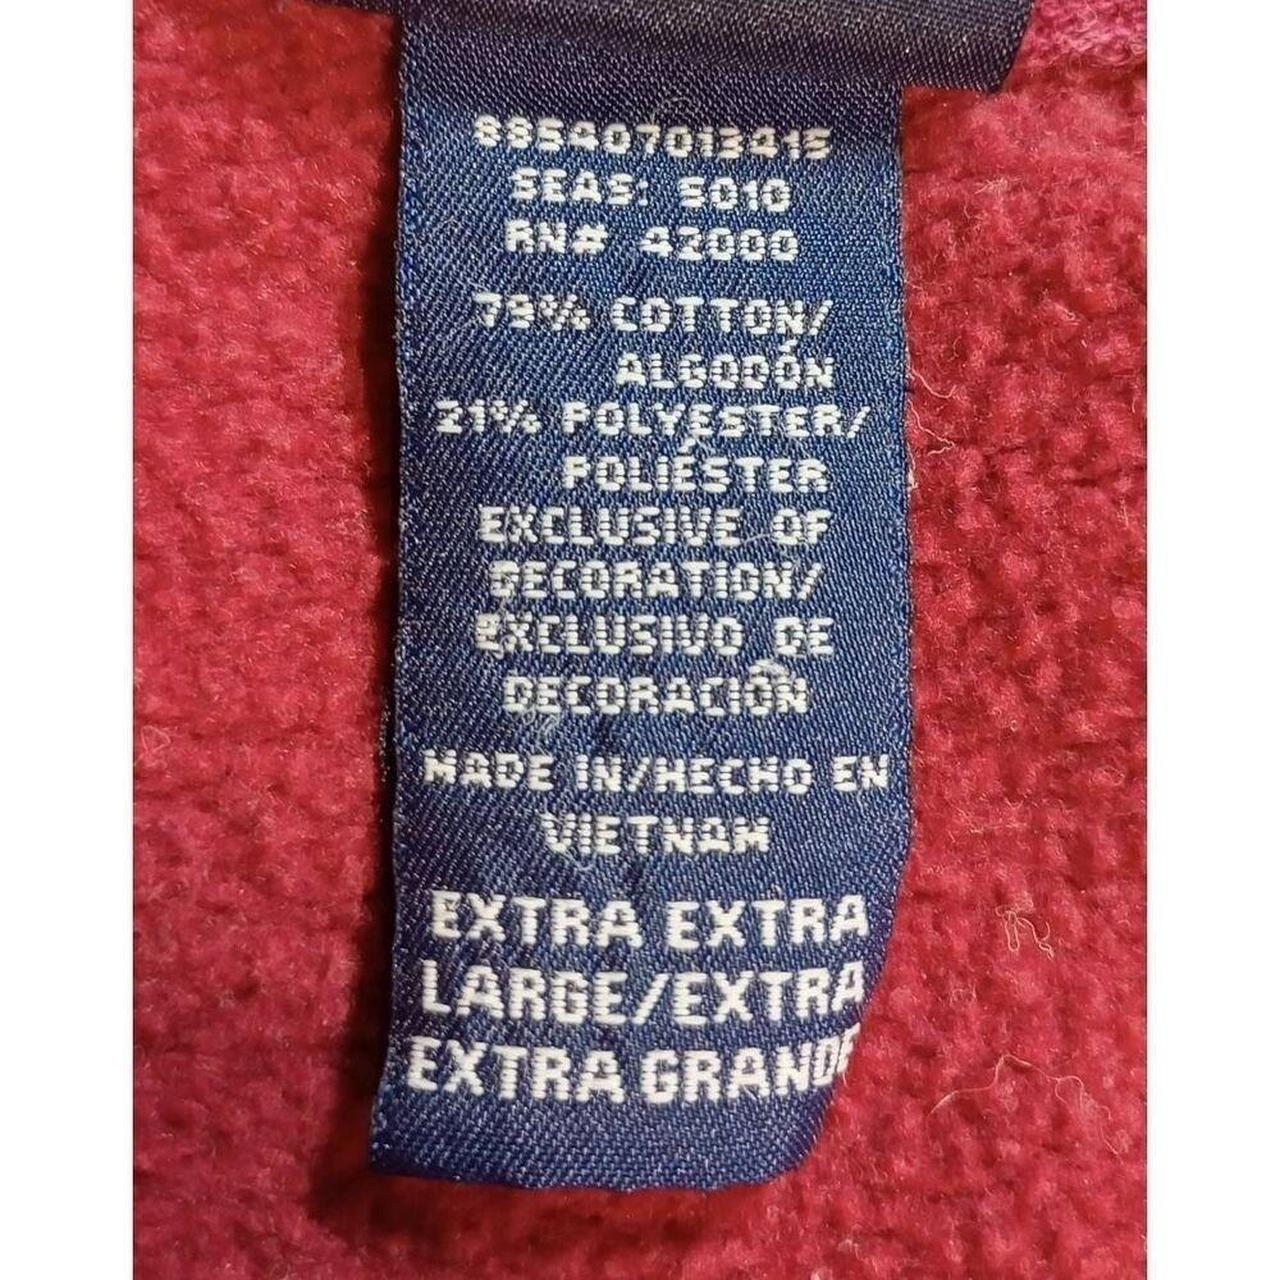 885407013415
SEAS: S010
RN# 42000
79% COTTON/
ALGODÓN
21% POLYESTER/
POLIÉSTER
EXCLUSIVE OF
DECORATION/
EXCLUSIVO DE
DECORACIÓN
MADE IN/HECHO EN
VIETNAM
EXTRA EXTRA
LARGE/EXTRA
EXTRA GRANDE